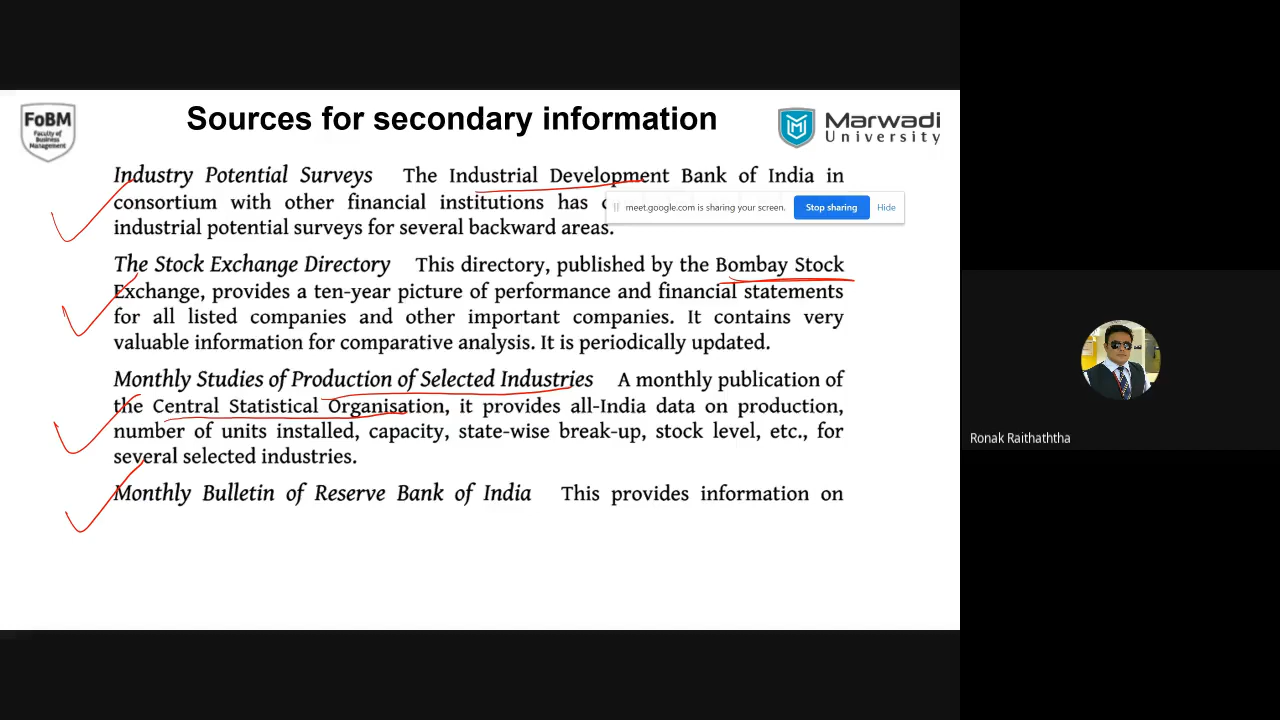 FoBM
Faculty of
Business
Management
Sources for secondary information
Marwadi
University
Industry Potential Surveys The Industrial Development Bank of India in
consortium with other financial institutions has
industrial potential surveys for several backward areas.
meet.google.com is sharing your screen. Stop sharing Hide
The Stock Exchange Directory This directory, published by the Bombay Stock
Exchange, provides a ten-year picture of performance and financial statements
for all listed companies and other important companies. It contains very
valuable information for comparative analysis. It is periodically updated.
Monthly Studies of Production of Selected Industries A monthly publication of
the Central Statistical Organisation, it provides all-India data on production,
number of units installed, capacity, state-wise break-up, stock level, etc., for
several selected industries.
Monthly Bulletin of Reserve Bank of India This provides information on
Ronak Raithaththa